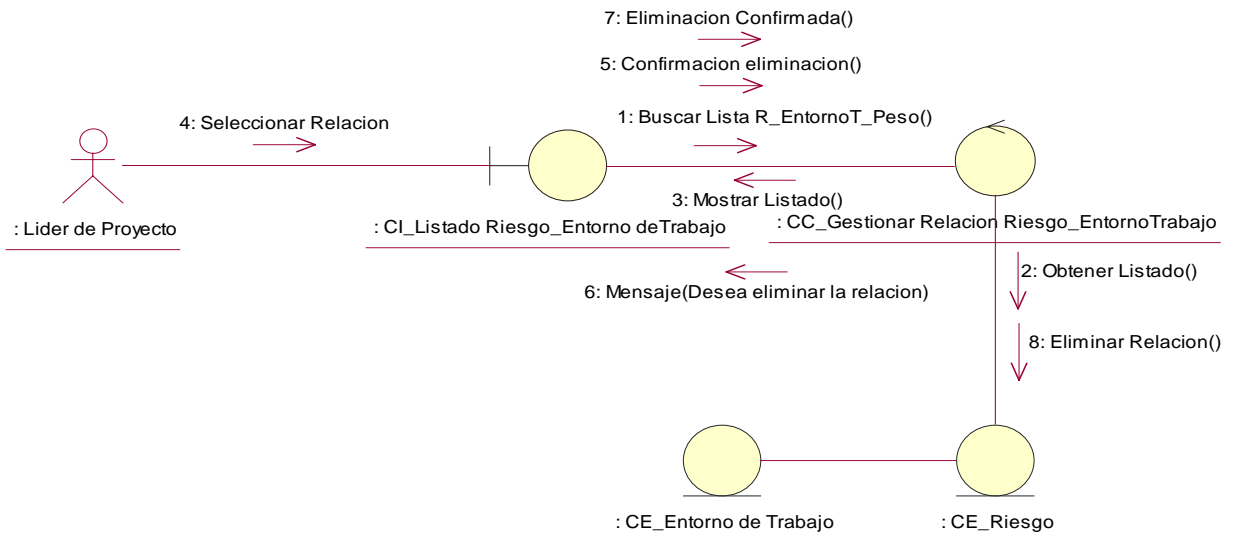 7: Eliminacion Confirmada()
5: Confirmacion eliminacion()
1: Buscar Lista R_EntornoT_Peso()
4: Seleccionar Relacion
3: Mostrar Listado()
: Lider de Proyecto
: CI_Listado Riesgo_Entorno deTrabajo
: CC_Gestionar Relacion Riesgo_EntornoTrabajo
2: Obtener Listado()
6: Mensaje(Desea eliminar la relacion)
8: Eliminar Relacion()
: CE_Entorno de Trabajo
: CE_Riesgo